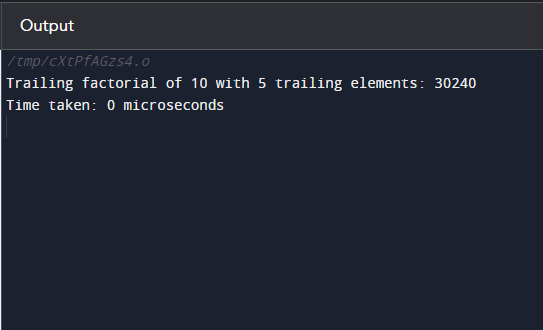 Output
/tmp/cXtPfAGzs4.o
Trailing factorial of 10 with 5 trailing elements: 30240
Time taken: 0 microseconds